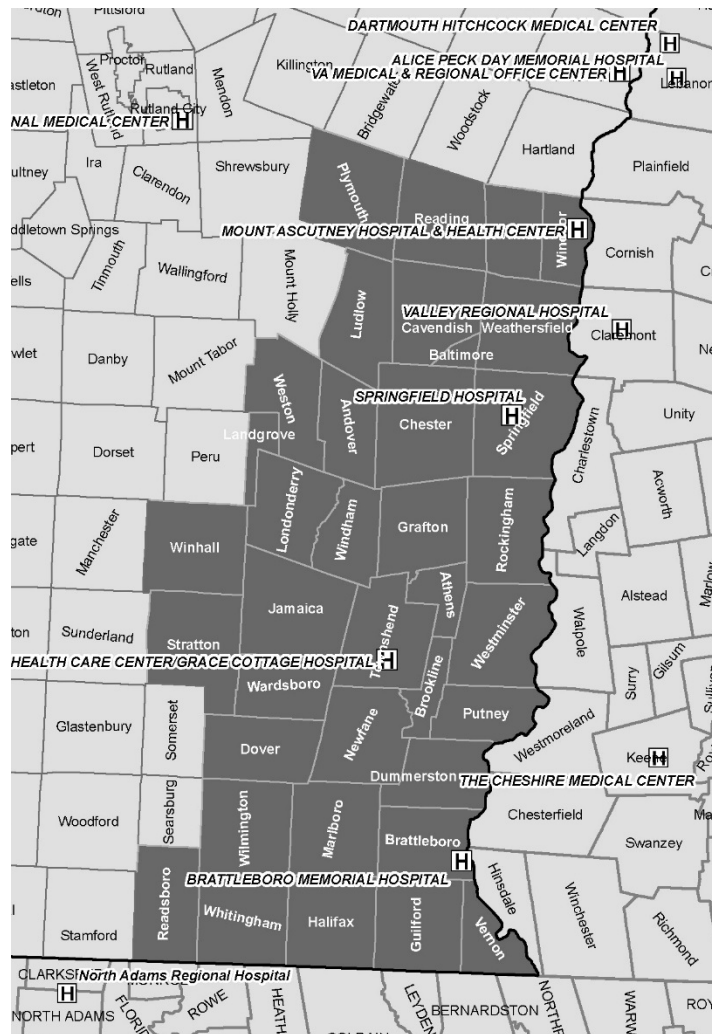 Pittsford
DARTMOUTH HITCHCOCK MEDICAL CENTER
Proctor
Rutland
Killington
ALICE PECK DAY MEMORIAL HOSPITAL
VA MEDICAL & REGIONAL OFFICE CENTER
Lebanon
West Rutland
Rutland City
Mendon
Bridgewater
Woodstock
NAL MEDICAL CENTER
Hartland
Ira
Shrewsbury
Plainfield
Clarendon
Plymouth
Reading
ddletown Springs
MOUNT ASCUTNEY HOSPITAL & HEALTH CENTER
Windsor
Tinmouth
Wallingford
Mount Holly
Cornish
ells
Ludlow
VALLEY REGIONAL HOSPITAL
Cavendish
Weathersfield
Claremont
Danby
Mount Tabor
Baltimore
Weston
Andover
SPRINGFIELD HOSPITAL
Springfield
Landgrove
Chester
Charlestown
Unity
Dorset
Peru
Acworth
Manchester
Londonderry
Windham
Grafton
Rockingham
Langdon
Winhall
Athens
Marlow
Jamaica
Alstead
Sunderland
Stratton
Townshend
Westminster
Walpole
HEALTH CARE CENTER/GRACE COTTAGE HOSPITAL
Wardsboro
Brookline
Surry
Gilsum
Sullivan
Glastenbury
Somerset
Newfane
Putney
Westmoreland
Dover
Keene
Dummerston
THE CHESHIRE MEDICAL CENTER
Searsburg
Woodford
Wilmington
Marlboro
Brattleboro
Chesterfield
Swanzey
BRATTLEBORO MEMORIAL HOSPITAL
Readsboro
Whitingham
Halifax
Guilford
Vernon
Hinsdale
Winchester
Richmond
Stamford
North Adams Regional Hospital
CLARKS
NORTH ADAMS
ROWE
HEATH
LEYDEN
BERNARDSTON